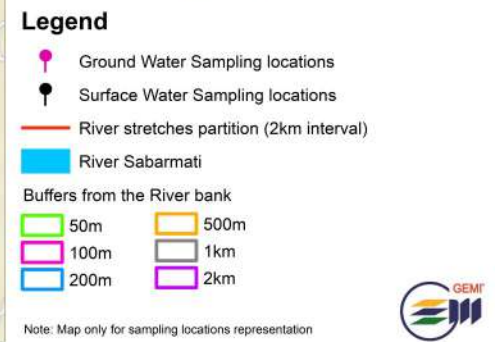 Legend
Ground Water Sampling locations
Surface Water Sampling locations
River stretches partition (2km interval)
River Sabarmati
Buffers from the River bank
50m
500m
100m
1km
200m
2km
Note: Map only for sampling locations representation
GEMI